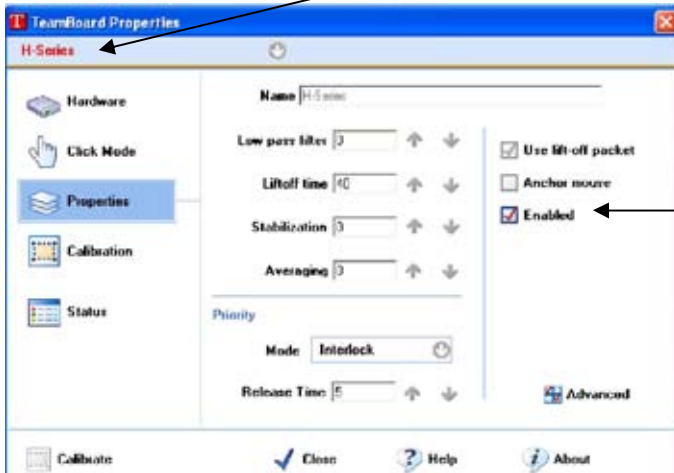 TeamBoard Properties
H-Series
Hardware
Click Mode
Properties
Calibration
Status
Name H-Series
Low pass filter 3
Liftoff time 40
Stabilization 3
Averaging 3
Priority
Mode Interlock
Release Time 5
Use lift-off packet
Anchor mouse
Enabled
Advanced
Calibrate
Close
Help
About